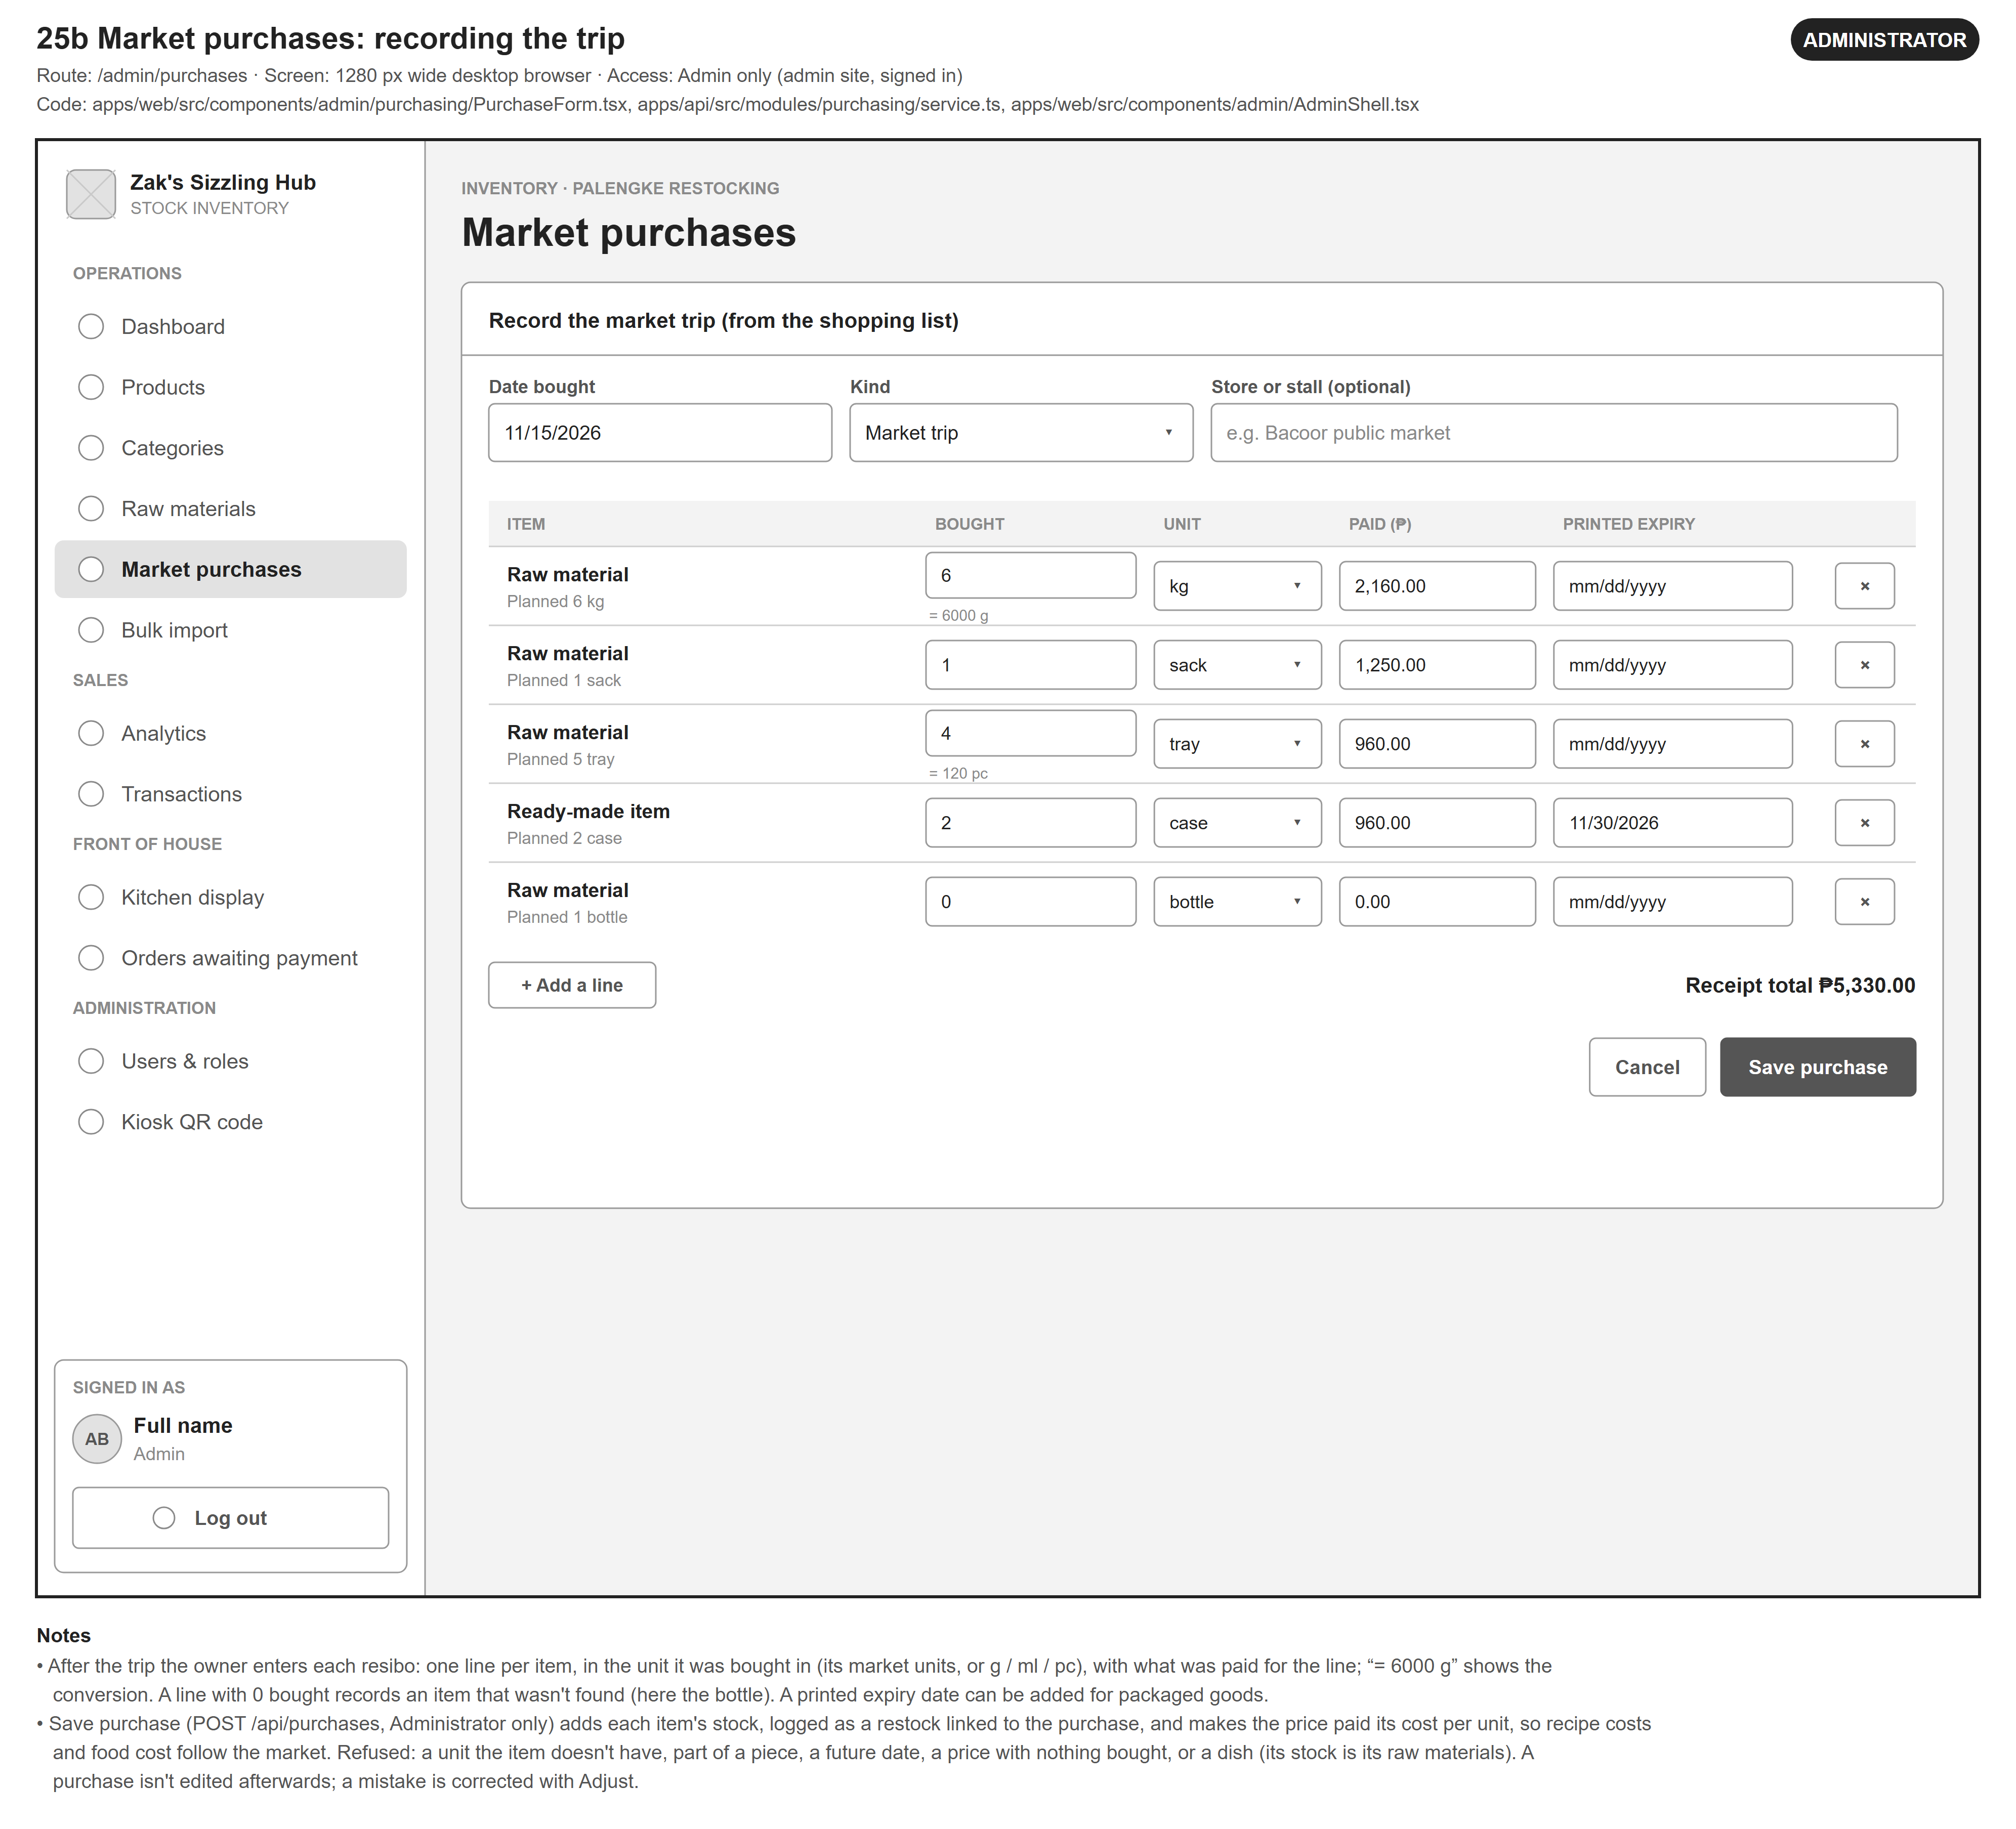 25b Market purchases: recording the trip
ADMINISTRATOR
Route: /admin/purchases · Screen: 1280 px wide desktop browser · Access: Admin only (admin site, signed in)
Code: apps/web/src/components/admin/purchasing/PurchaseForm.tsx, apps/api/src/modules/purchasing/service.ts, apps/web/src/components/admin/AdminShell.tsx
Zak's Sizzling Hub
STOCK INVENTORY
OPERATIONS
Dashboard
Products
Categories
Raw materials
Market purchases
Bulk import
SALES
Analytics
Transactions
FRONT OF HOUSE
Kitchen display
Orders awaiting payment
ADMINISTRATION
Users & roles
Kiosk QR code
SIGNED IN AS
AB
Full name
Admin
Log out
INVENTORY · PALENGKE RESTOCKING
Market purchases
Record the market trip (from the shopping list)
Date bought Kind Store or stall (optional)
11/15/2026 Market trip ▾ e.g. Bacoor public market
ITEM BOUGHT UNIT PAID (₱) PRINTED EXPIRY
Raw material 6 kg ▾ 2,160.00 mm/dd/yyyy ×
Planned 6 kg = 6000 g
Raw material 1 sack ▾ 1,250.00 mm/dd/yyyy ×
Planned 1 sack
Raw material 4 tray ▾ 960.00 mm/dd/yyyy ×
Planned 5 tray = 120 pc
Ready-made item 2 case ▾ 960.00 11/30/2026 ×
Planned 2 case
Raw material 0 bottle ▾ 0.00 mm/dd/yyyy ×
Planned 1 bottle
+ Add a line Receipt total ₱5,330.00
Cancel Save purchase
Notes
• After the trip the owner enters each resibo: one line per item, in the unit it was bought in (its market units, or g / ml / pc), with what was paid for the line; “= 6000 g” shows the
conversion. A line with 0 bought records an item that wasn't found (here the bottle). A printed expiry date can be added for packaged goods.
• Save purchase (POST /api/purchases, Administrator only) adds each item's stock, logged as a restock linked to the purchase, and makes the price paid its cost per unit, so recipe costs
and food cost follow the market. Refused: a unit the item doesn't have, part of a piece, a future date, a price with nothing bought, or a dish (its stock is its raw materials). A
purchase isn't edited afterwards; a mistake is corrected with Adjust.